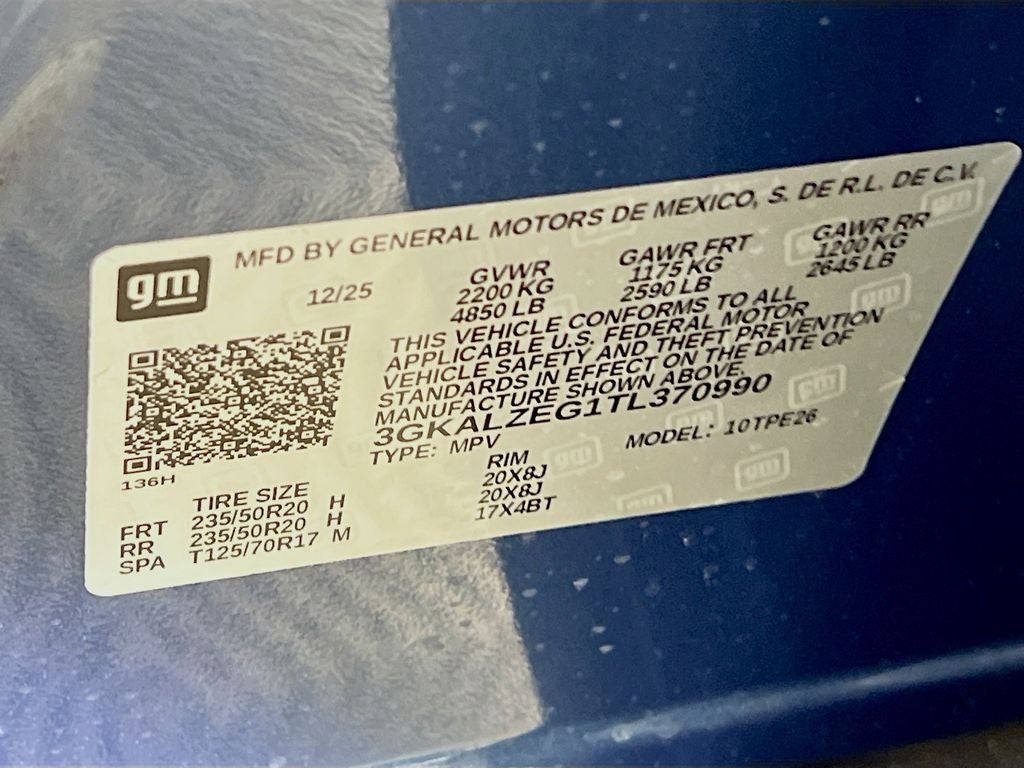 gm MFD BY GENERAL MOTORS DE MEXICO, S. DE R.L. DE C.V.
12/25
GVWR GAWR FRT GAWR RR
2200 KG 1175 KG 1200 KG
4850 LB 2590 LB 2645 LB
THIS VEHICLE CONFORMS TO ALL
APPLICABLE U.S. FEDERAL MOTOR
VEHICLE SAFETY AND THEFT PREVENTION
STANDARDS IN EFFECT ON THE DATE OF
MANUFACTURE SHOWN ABOVE.
3GKALZEG1TL370990
TYPE: MPV MODEL: 10TPE26
136H
TIRE SIZE RIM
FRT 235/50R20 H 20X8J
RR 235/50R20 H 20X8J
SPA T125/70R17 M 17X4BT